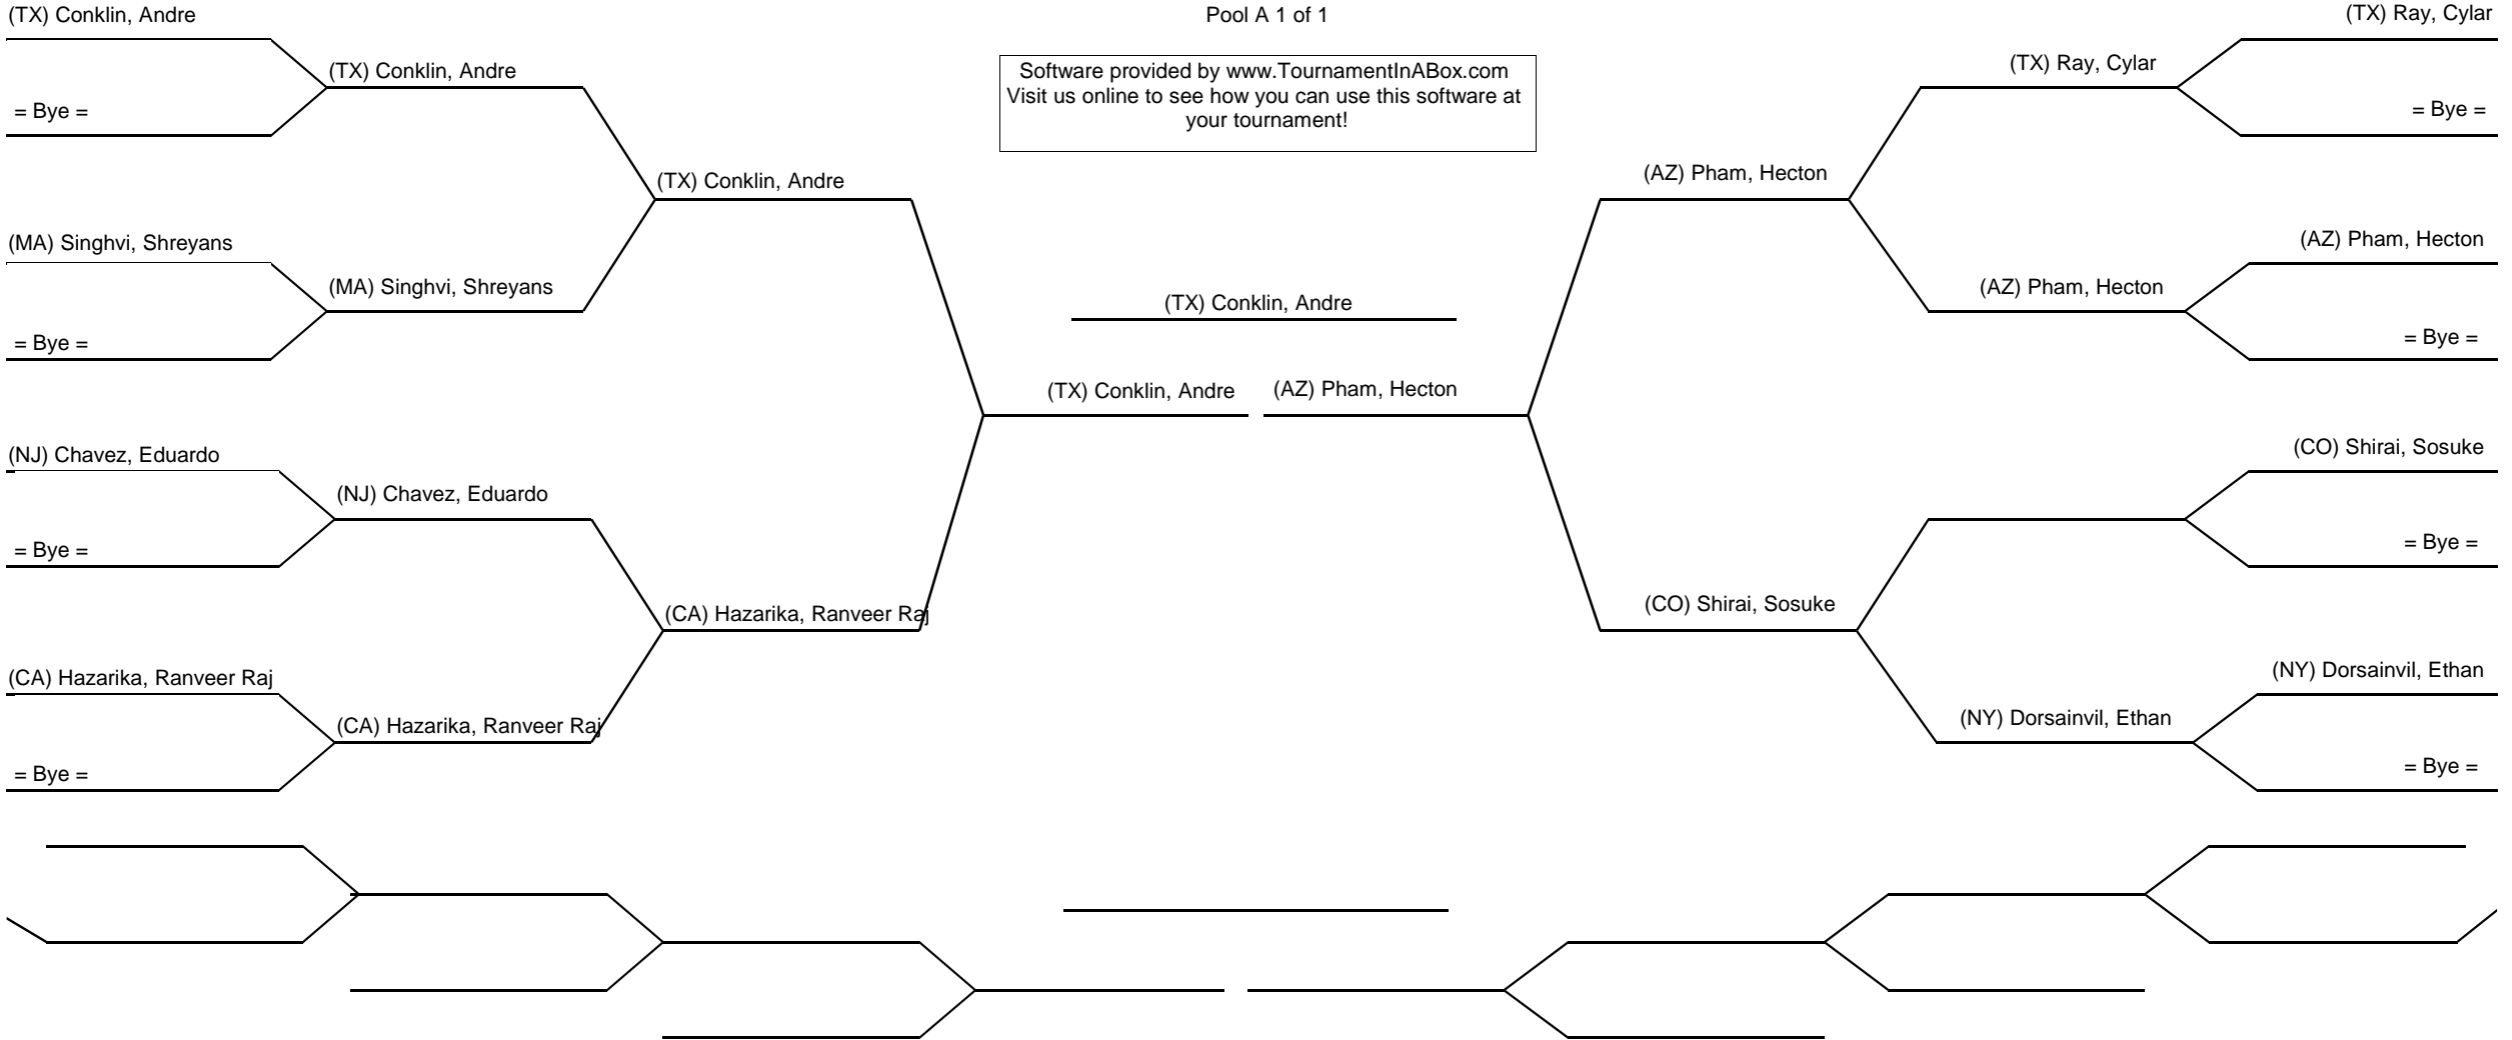 (TX) Conklin, Andre
Pool A 1 of 1
(TX) Ray, Cylar
Software provided by www.TournamentInABox.com
Visit us online to see how you can use this software at
your tournament!
(TX) Conklin, Andre
(TX) Ray, Cylar
= Bye =
= Bye =
(TX) Conklin, Andre
(AZ) Pham, Hecton
(MA) Singhvi, Shreyans
(AZ) Pham, Hecton
(MA) Singhvi, Shreyans
(TX) Conklin, Andre
(AZ) Pham, Hecton
= Bye =
= Bye =
(TX) Conklin, Andre
(AZ) Pham, Hecton
(NJ) Chavez, Eduardo
(CO) Shirai, Sosuke
(NJ) Chavez, Eduardo
= Bye =
= Bye =
(CA) Hazarika, Ranveer Raj
(CO) Shirai, Sosuke
(CA) Hazarika, Ranveer Raj
(NY) Dorsainvil, Ethan
(CA) Hazarika, Ranveer Raj
(NY) Dorsainvil, Ethan
= Bye =
= Bye =